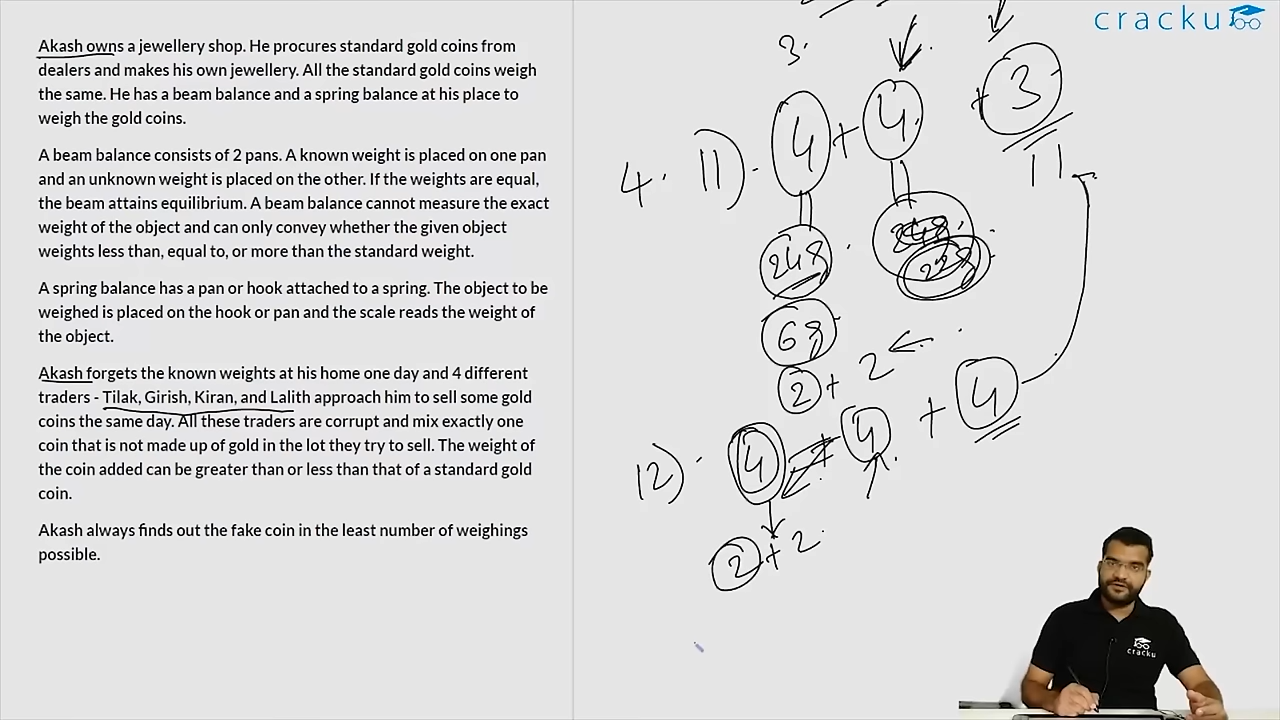 cracku
Akash owns a jewellery shop. He procures standard gold coins from
dealers and makes his own jewellery. All the standard gold coins weigh
the same. He has a beam balance and a spring balance at his place to
weigh the gold coins.
A beam balance consists of 2 pans. A known weight is placed on one pan
and an unknown weight is placed on the other. If the weights are equal,
the beam attains equilibrium. A beam balance cannot measure the exact
weight of the object and can only convey whether the given object
weights less than, equal to, or more than the standard weight.
A spring balance has a pan or hook attached to a spring. The object to be
weighed is placed on the hook or pan and the scale reads the weight of
the object.
Akash forgets the known weights at his home one day and 4 different
traders - Tilak, Girish, Kiran, and Lalith approach him to sell some gold
coins the same day. All these traders are corrupt and mix exactly one
coin that is not made up of gold in the lot they try to sell. The weight of
the coin added can be greater than or less than that of a standard gold
coin.
Akash always finds out the fake coin in the least number of weighings
possible.
3.
4. 11). 4 + 4 + 3
11
24g
6g
2 + 2
12) 4 + 4 + 4
2 + 2
cracku